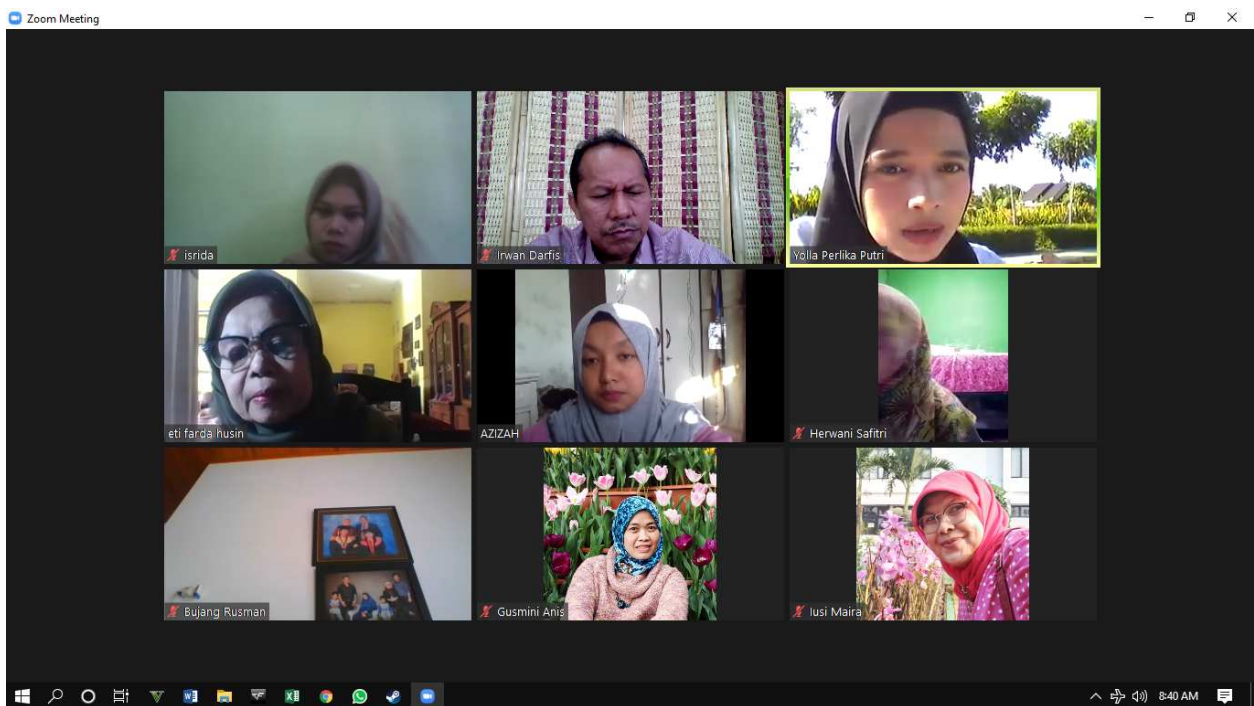 Zoom Meeting
isrida
Irwan Darfis
Yolla Perlika Putri
eti farda husin
AZIZAH
Herwani Safitri
Bujang Rusman
Gusmini Anis
lusi Maira
8:40 AM